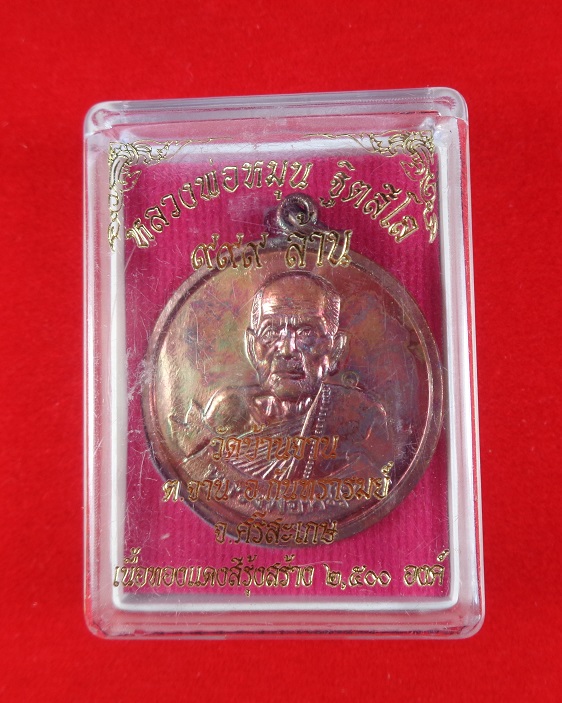 หลวงพ่อหมุน ฐิตสีโล
๙๙๙ ล้าน
วัดบ้านจาน
ต.จาน อ.กันทรารมย์
จ.ศรีสะเกษ
เนื้อทองแดงสีรุ้งสร้าง ๒,๕๐๐ องค์